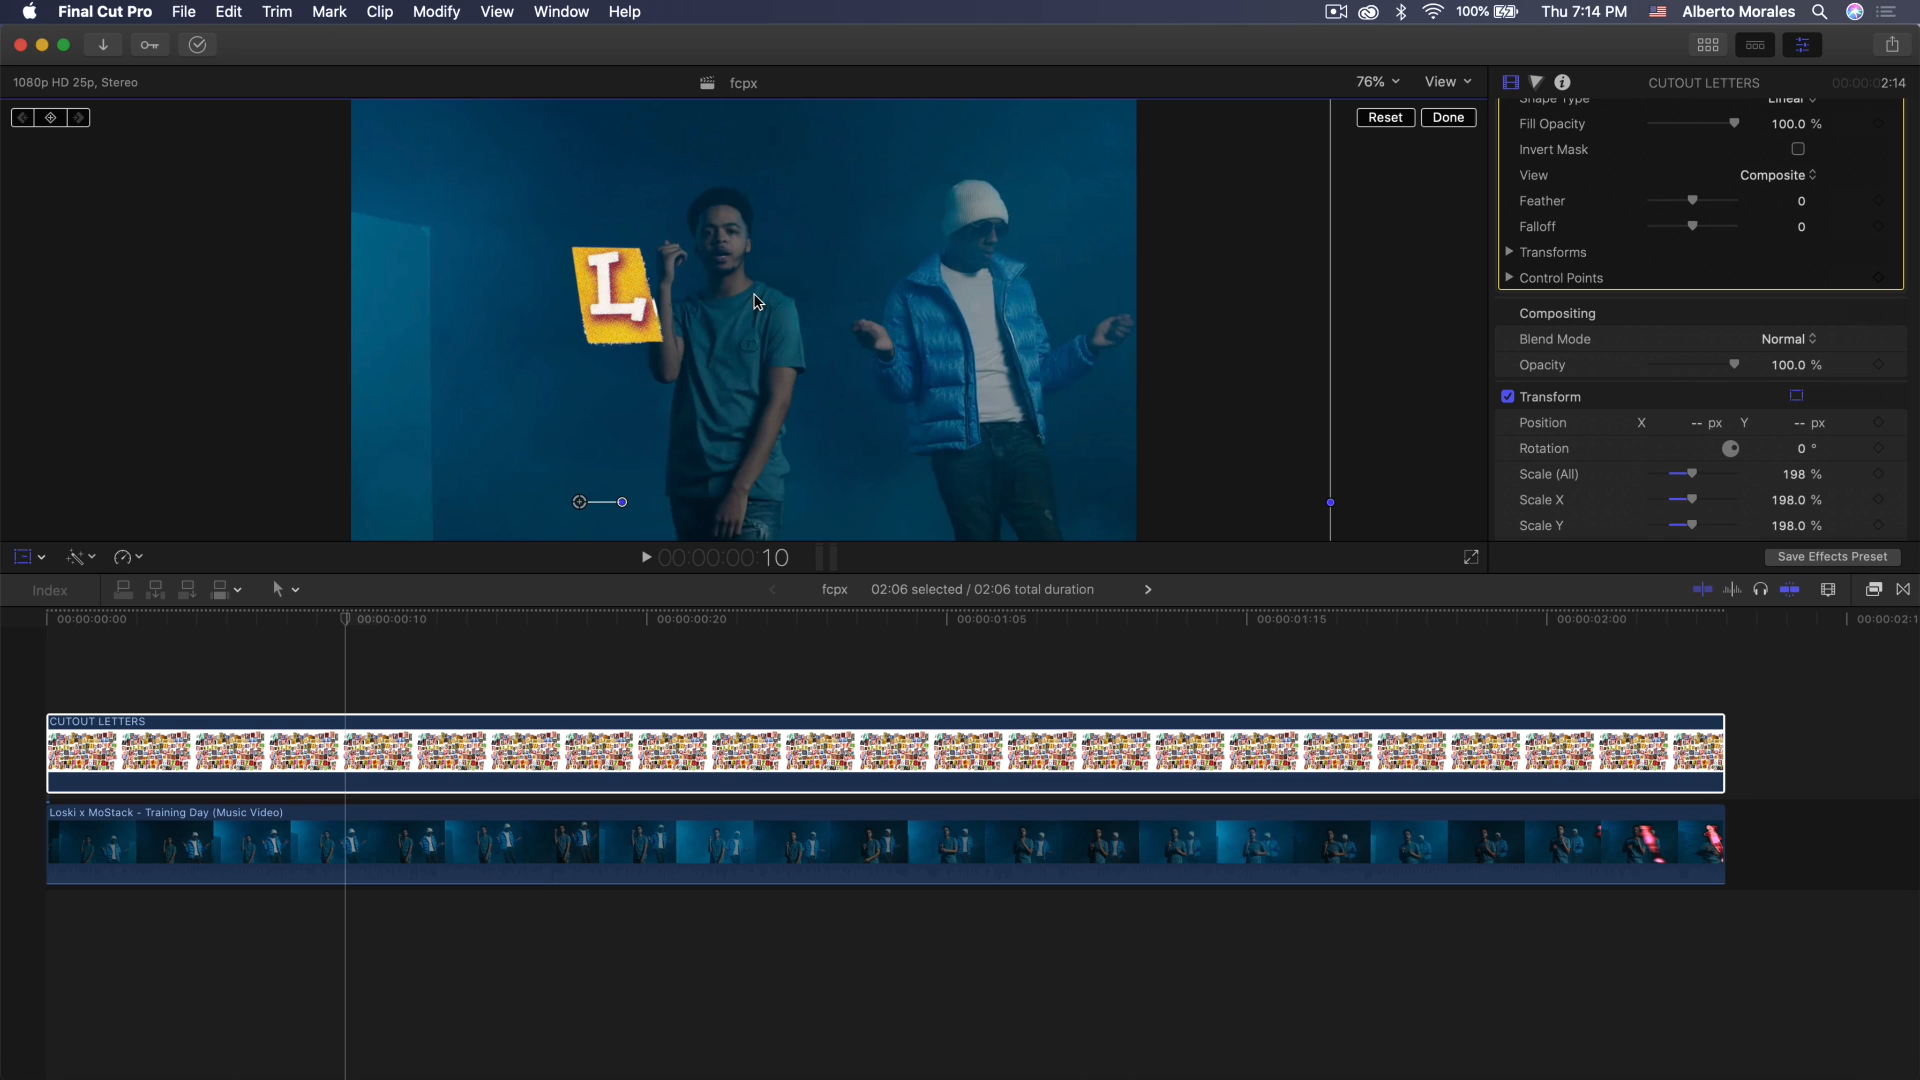 Final Cut Pro File Edit Trim Mark Clip Modify View Window Help 100% Thu 7:14 PM Alberto Morales
1080p HD 25p, Stereo fcpx 76% View CUTOUT LETTERS 00:00:02:14
Reset Done
Shape Type Linear
Fill Opacity 100.0 %
Invert Mask
View Composite
Feather 0
Falloff 0
Transforms
Control Points
Compositing
Blend Mode Normal
Opacity 100.0 %
Transform
Position X -- px Y -- px
Rotation 0 °
Scale (All) 198 %
Scale X 198.0 %
Scale Y 198.0 %
L
00:00:00:10 Save Effects Preset
Index fcpx 02:06 selected / 02:06 total duration
00:00:00:00 00:00:00:10 00:00:00:20 00:00:01:05 00:00:01:15 00:00:02:00 00:00:02:1
CUTOUT LETTERS
Loski x MoStack - Training Day (Music Video)